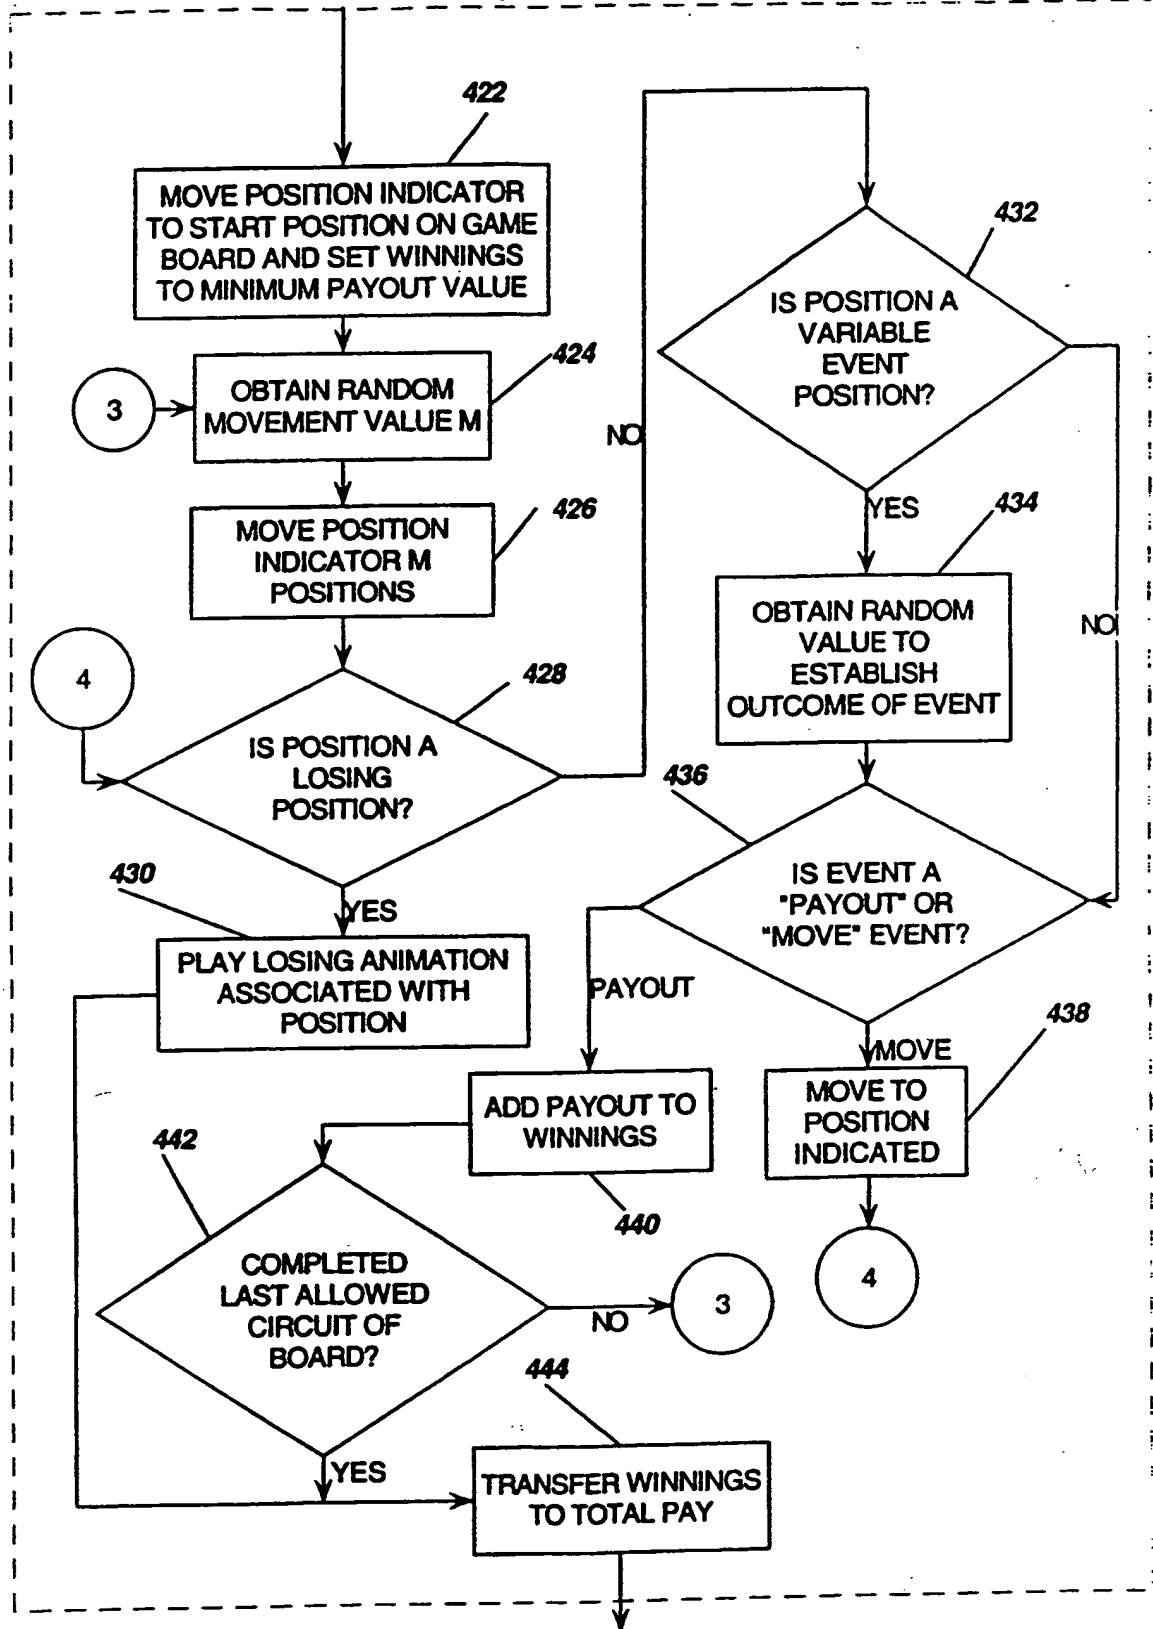 422
MOVE POSITION INDICATOR
TO START POSITION ON GAME
BOARD AND SET WINNINGS
TO MINIMUM PAYOUT VALUE
424
3
OBTAIN RANDOM
MOVEMENT VALUE M
426
MOVE POSITION
INDICATOR M
POSITIONS
4
428
IS POSITION A
LOSING
POSITION?
NO
430
YES
PLAY LOSING ANIMATION
ASSOCIATED WITH
POSITION
432
IS POSITION A
VARIABLE
EVENT
POSITION?
YES
NO
434
OBTAIN RANDOM
VALUE TO
ESTABLISH
OUTCOME OF EVENT
436
IS EVENT A
"PAYOUT" OR
"MOVE" EVENT?
PAYOUT
MOVE
438
MOVE TO
POSITION
INDICATED
4
ADD PAYOUT TO
WINNINGS
440
442
COMPLETED
LAST ALLOWED
CIRCUIT OF
BOARD?
NO
3
YES
444
TRANSFER WINNINGS
TO TOTAL PAY